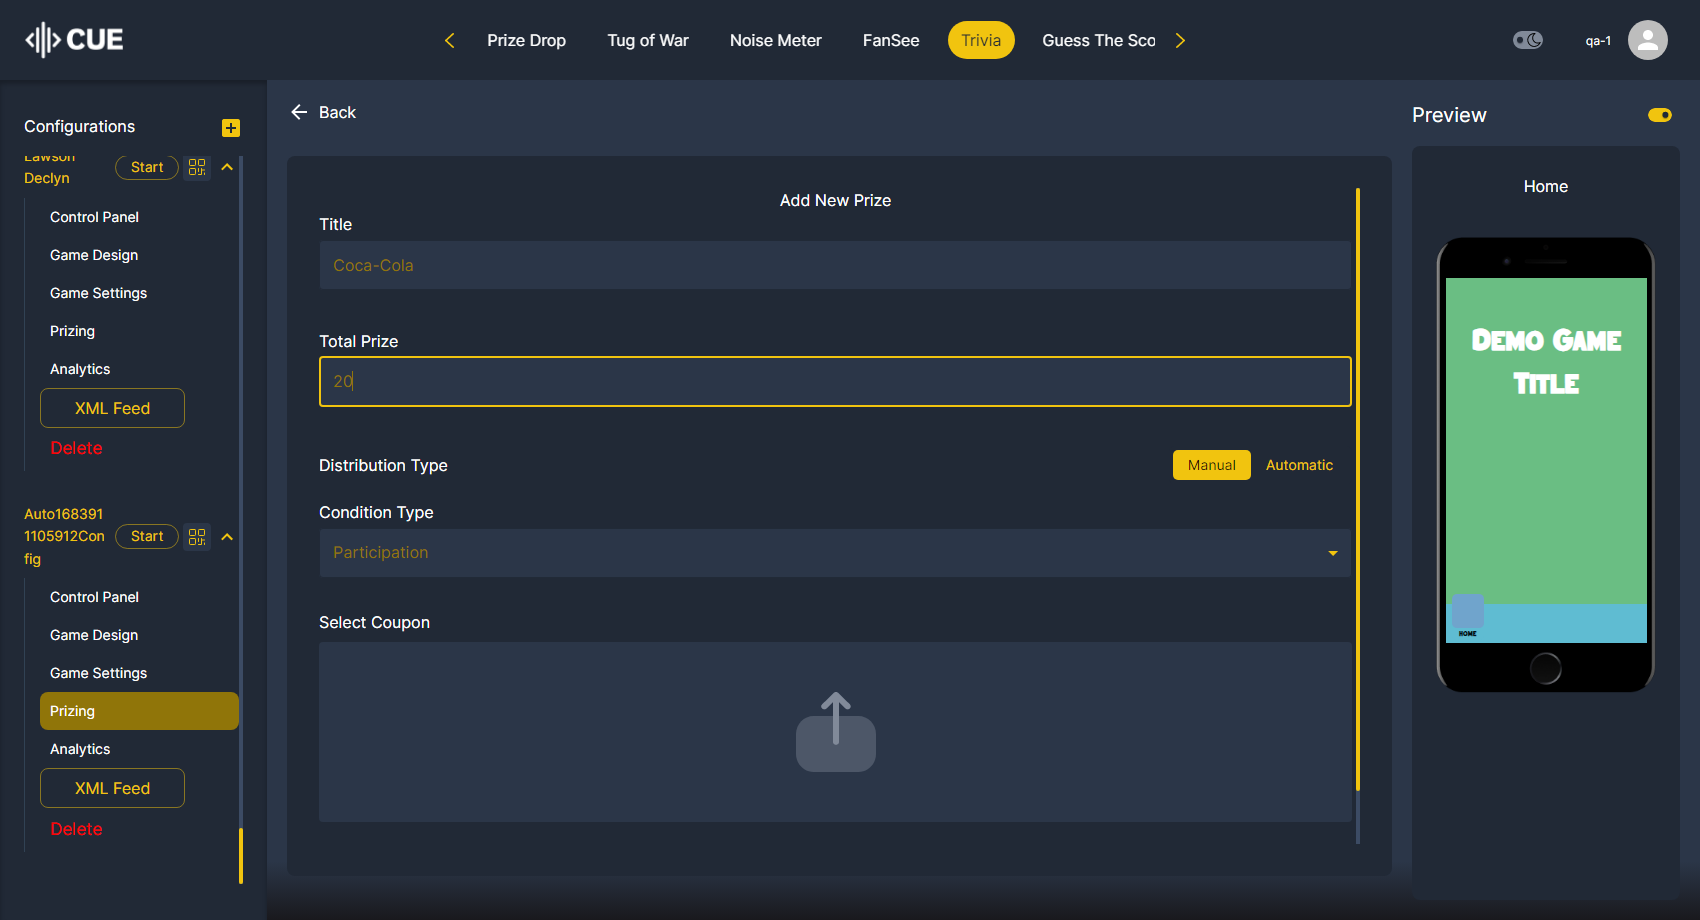 CUE
Prize Drop
Tug of War
Noise Meter
FanSee
Trivia
Guess The Sco
qa-1
Configurations
Lawson
Declyn
Start
Control Panel
Game Design
Game Settings
Prizing
Analytics
XML Feed
Delete
Auto168391
1105912Con
fig
Start
Control Panel
Game Design
Game Settings
Prizing
Analytics
XML Feed
Delete
Back
Add New Prize
Title
Coca-Cola
Total Prize
20
Distribution Type
Manual
Automatic
Condition Type
Participation
Select Coupon
Preview
Home
Demo Game
Title
HOME